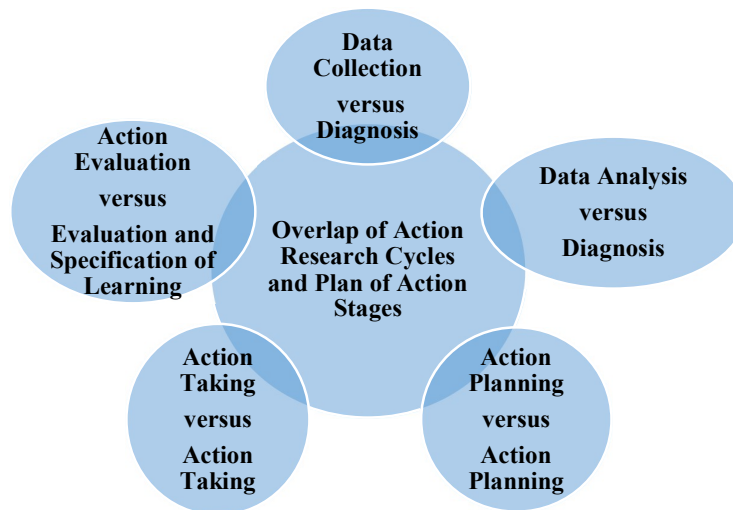 Data
Collection
versus
Diagnosis
Action
Evaluation
versus
Evaluation and
Specification of
Learning
Data Analysis
versus
Diagnosis
Overlap of Action
Research Cycles
and Plan of Action
Stages
Action
Taking
versus
Action
Taking
Action
Planning
versus
Action
Planning